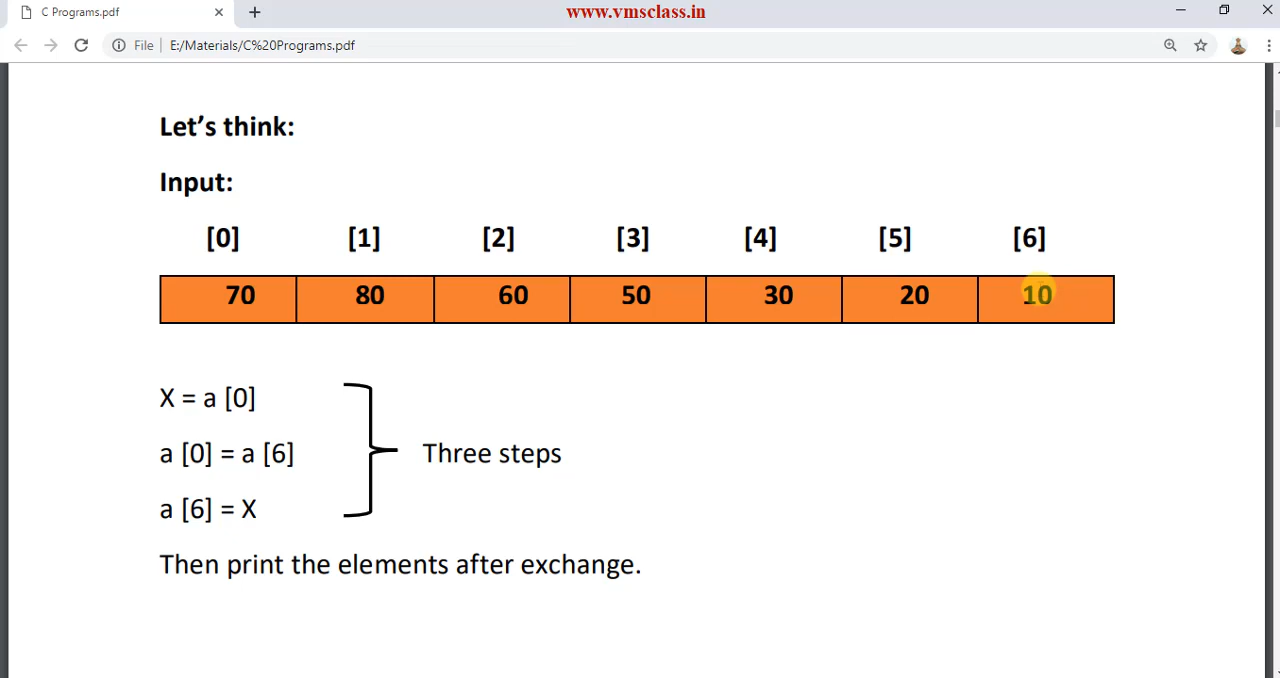 C Programs.pdf
www.vmsclass.in
File | E:/Materials/C%20Programs.pdf
Let’s think:
Input:
[0] [1] [2] [3] [4] [5] [6]
70 80 60 50 30 20 10
X = a [0]
a [0] = a [6]
Three steps
a [6] = X
Then print the elements after exchange.